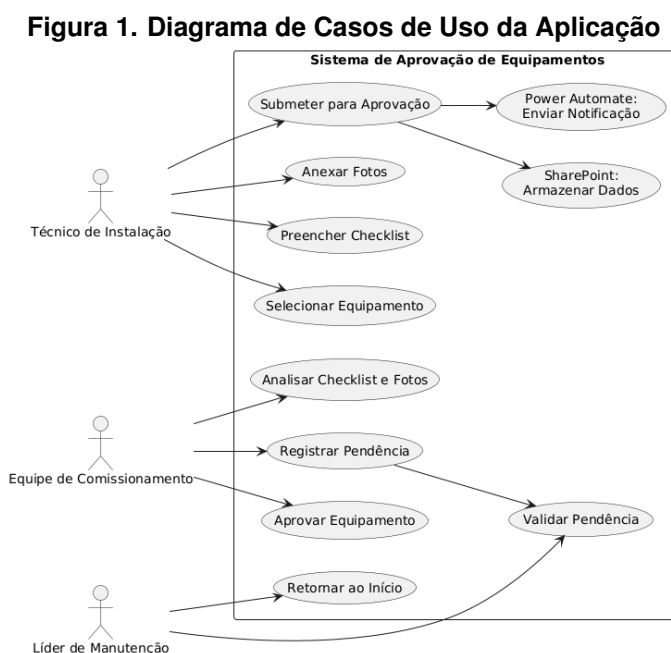 Figura 1. Diagrama de Casos de Uso da Aplicação
Sistema de Aprovação de Equipamentos
Submeter para Aprovação
Power Automate:
Enviar Notificação
Anexar Fotos
SharePoint:
Armazenar Dados
Técnico de Instalação
Preencher Checklist
Selecionar Equipamento
Analisar Checklist e Fotos
Registrar Pendência
Equipe de Comissionamento
Aprovar Equipamento
Validar Pendência
Retornar ao Início
Líder de Manutenção